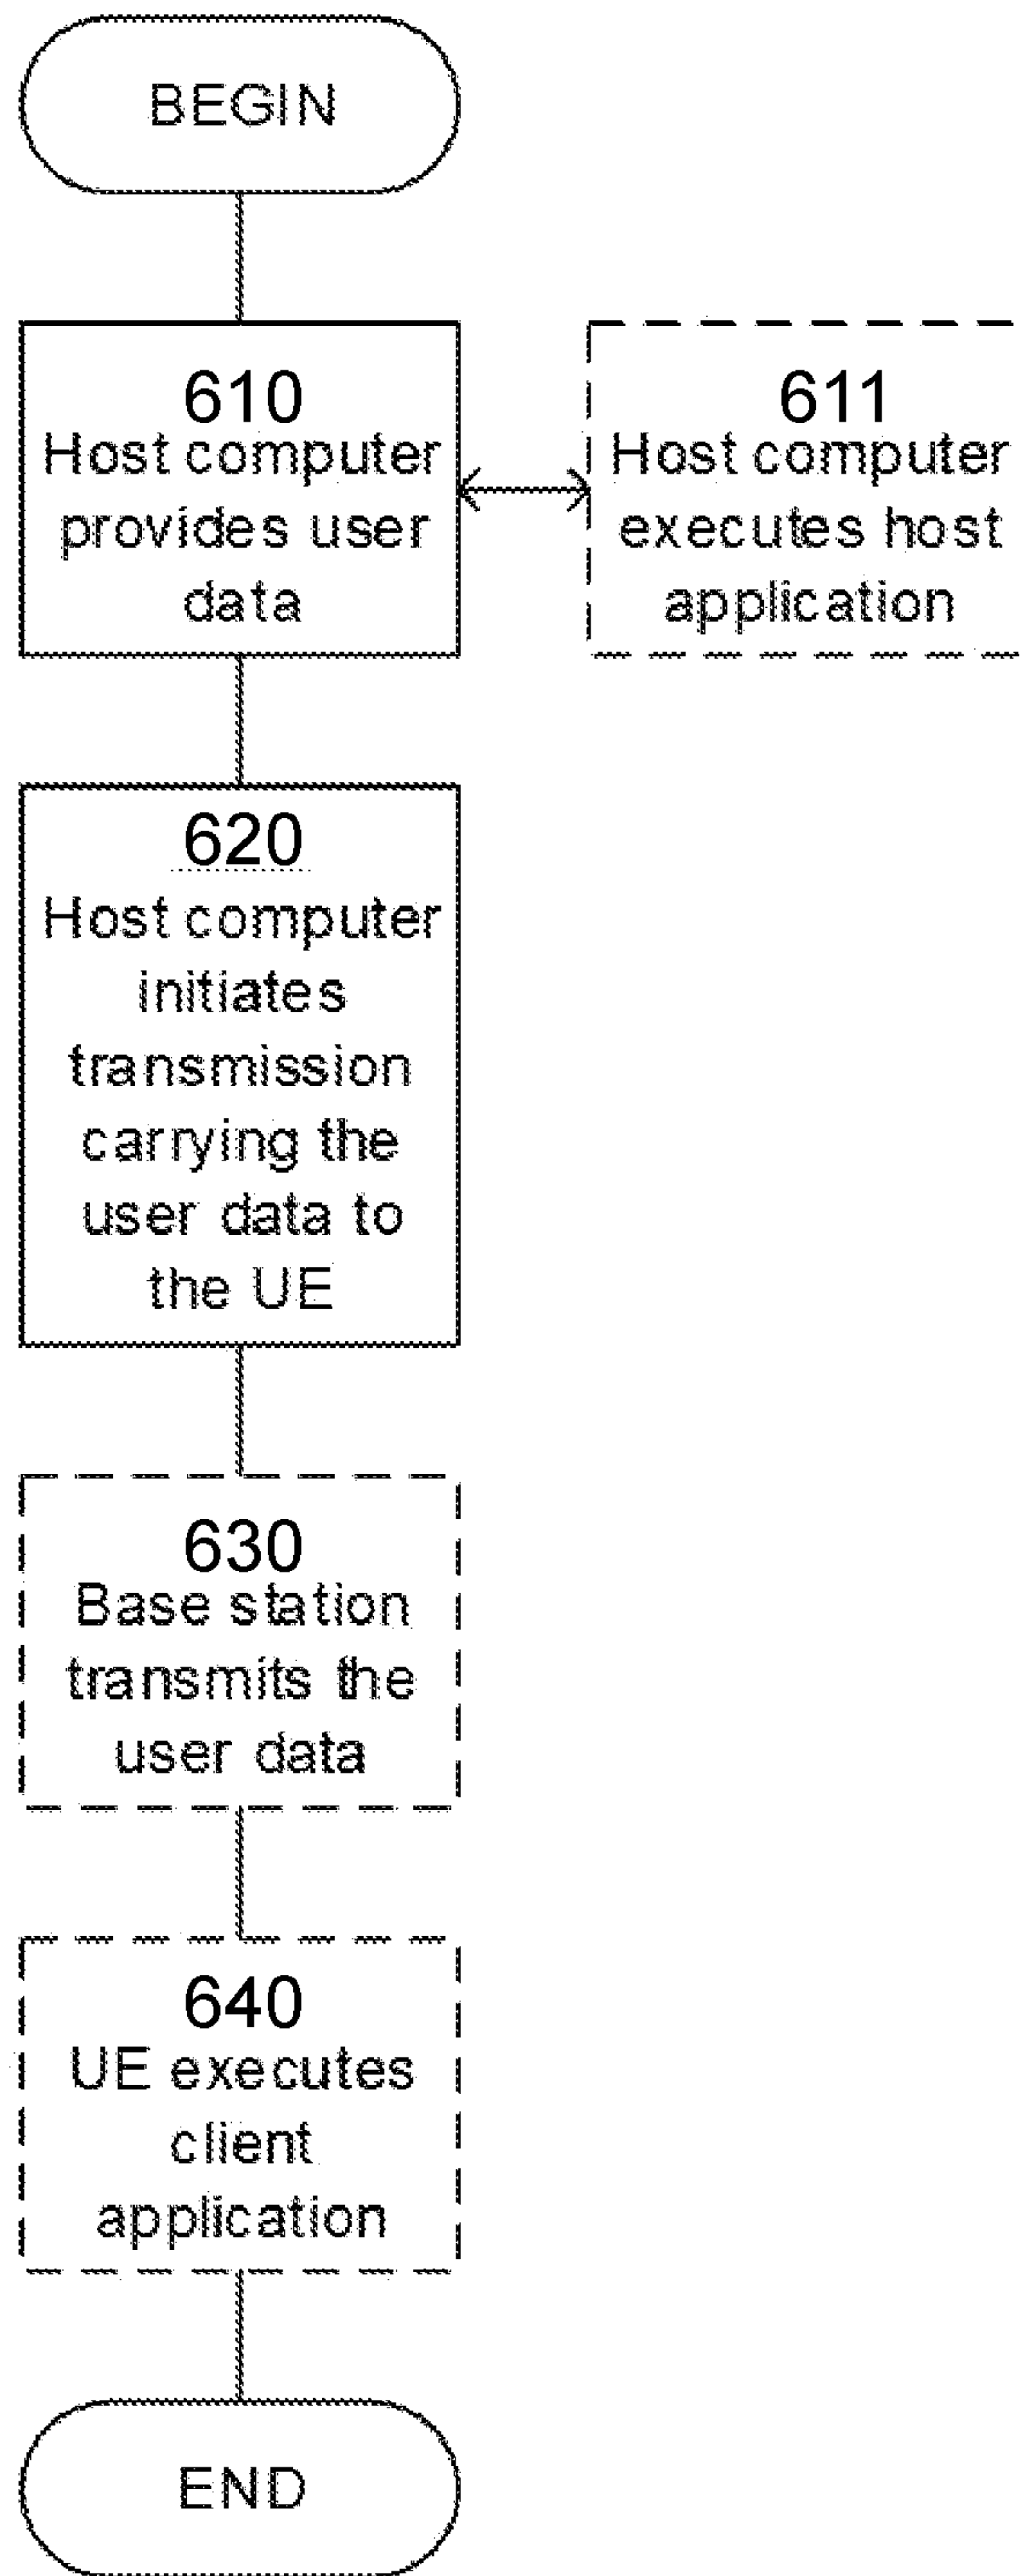 BEGIN
610
Host computer
provides user
data
611
Host computer
executes host
application
620
Host computer
initiates
transmission
carrying the
user data to
the UE
630
Base station
transmits the
user data
640
UE executes
client
application
END